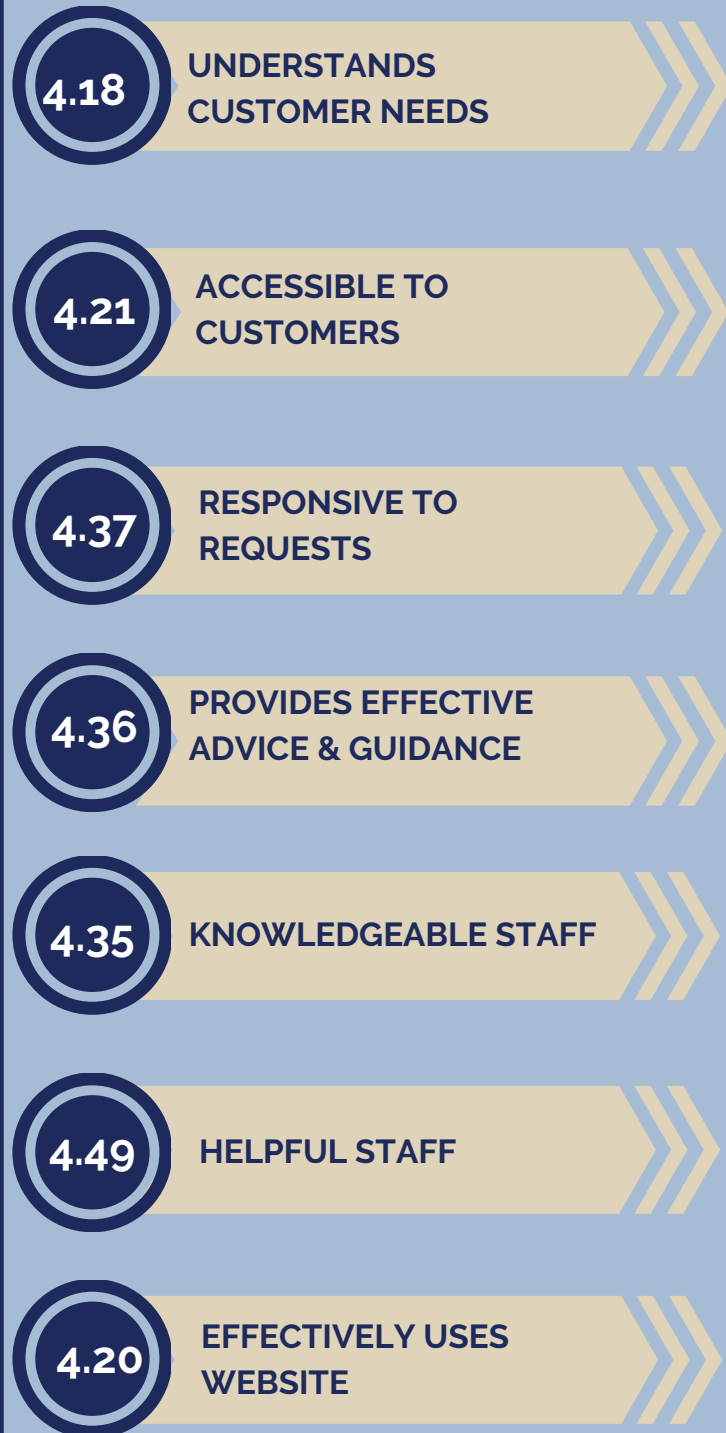 4.18
UNDERSTANDS
CUSTOMER NEEDS
4.21
ACCESSIBLE TO
CUSTOMERS
4.37
RESPONSIVE TO
REQUESTS
4.36
PROVIDES EFFECTIVE
ADVICE & GUIDANCE
4.35
KNOWLEDGEABLE STAFF
4.49
HELPFUL STAFF
4.20
EFFECTIVELY USES
WEBSITE